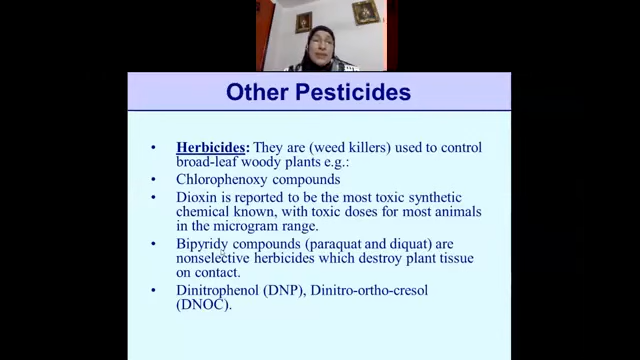 Other Pesticides
• Herbicides: They are (weed killers) used to control
broad-leaf woody plants e.g.:
• Chlorophenoxy compounds
• Dioxin is reported to be the most toxic synthetic
chemical known, with toxic doses for most animals
in the microgram range.
• Bipyridy compounds (paraquat and diquat) are
nonselective herbicides which destroy plant tissue
on contact.
• Dinitrophenol (DNP), Dinitro-ortho-cresol
(DNOC).